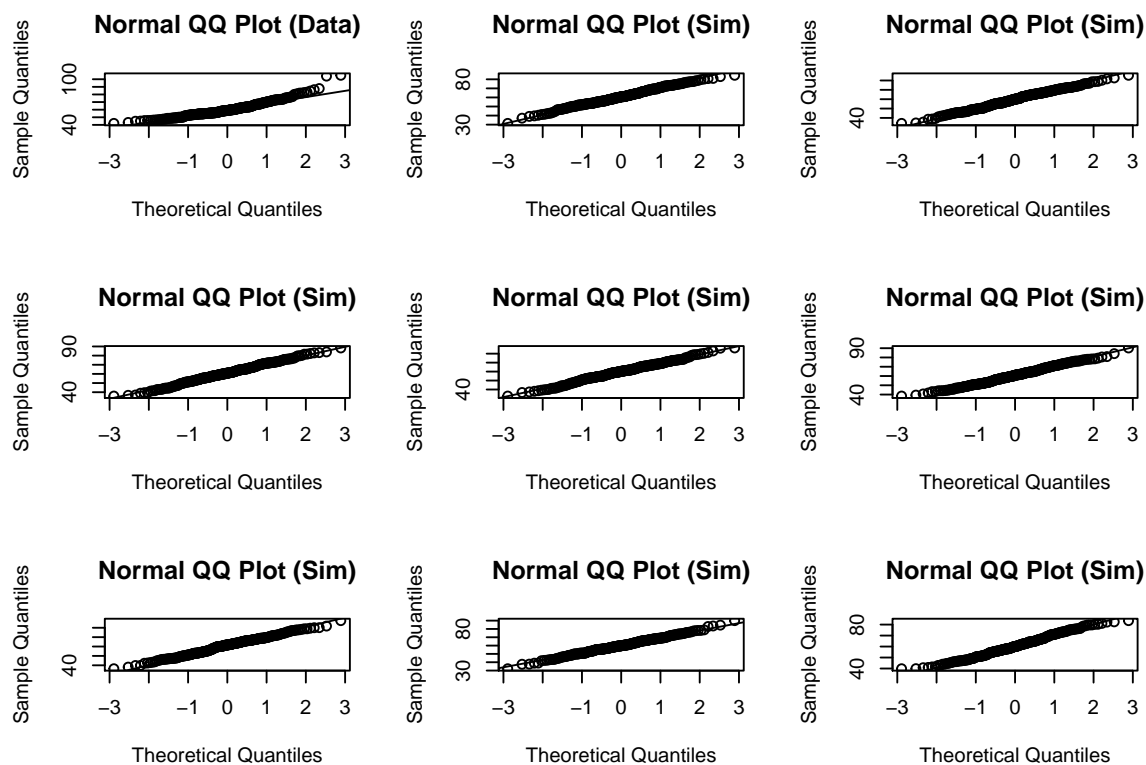 Normal QQ Plot (Data)
Sample Quantiles
100
40
−3 −1 0 1 2 3
Theoretical Quantiles
Normal QQ Plot (Sim)
Sample Quantiles
80
30
−3 −1 0 1 2 3
Theoretical Quantiles
Normal QQ Plot (Sim)
Sample Quantiles
40
−3 −1 0 1 2 3
Theoretical Quantiles
Normal QQ Plot (Sim)
Sample Quantiles
90
40
−3 −1 0 1 2 3
Theoretical Quantiles
Normal QQ Plot (Sim)
Sample Quantiles
40
−3 −1 0 1 2 3
Theoretical Quantiles
Normal QQ Plot (Sim)
Sample Quantiles
90
40
−3 −1 0 1 2 3
Theoretical Quantiles
Normal QQ Plot (Sim)
Sample Quantiles
40
−3 −1 0 1 2 3
Theoretical Quantiles
Normal QQ Plot (Sim)
Sample Quantiles
80
30
−3 −1 0 1 2 3
Theoretical Quantiles
Normal QQ Plot (Sim)
Sample Quantiles
80
40
−3 −1 0 1 2 3
Theoretical Quantiles